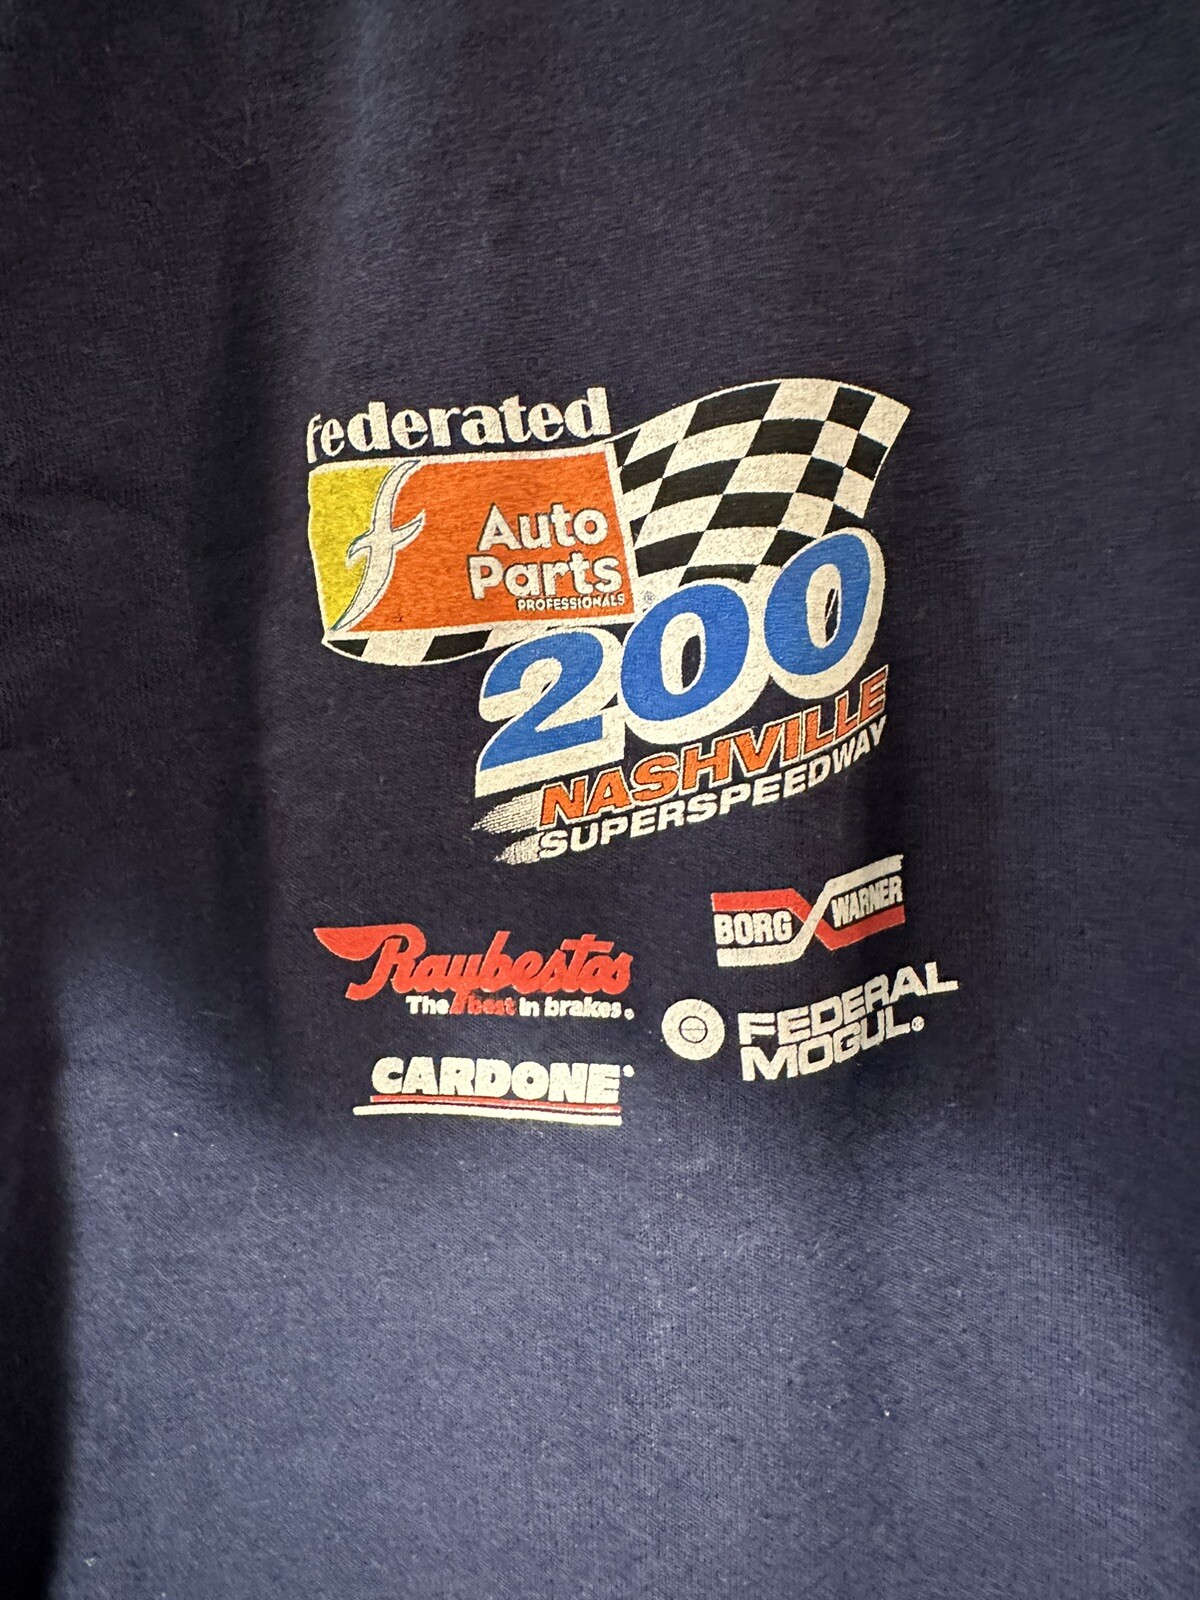 Federated
f
Auto
Parts
PROFESSIONALS
®
200
NASHVILLE
SUPERSPEEDWAY
BORG WARNER
Raybestos
The best in brakes.
FEDERAL
MOGUL®
CARDONE®